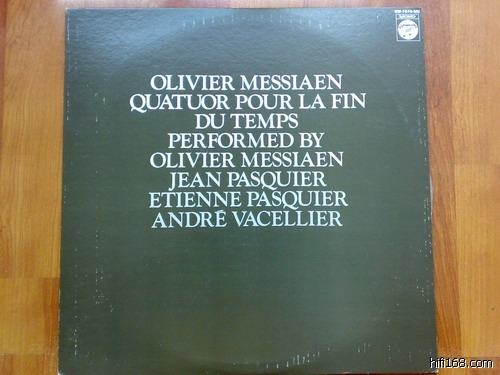 OLIVIER MESSIAEN
QUATUOR POUR LA FIN
DU TEMPS
PERFORMED BY
OLIVIER MESSIAEN
JEAN PASQUIER
ETIENNE PASQUIER
ANDRÉ VACELLIER
hifi168.com